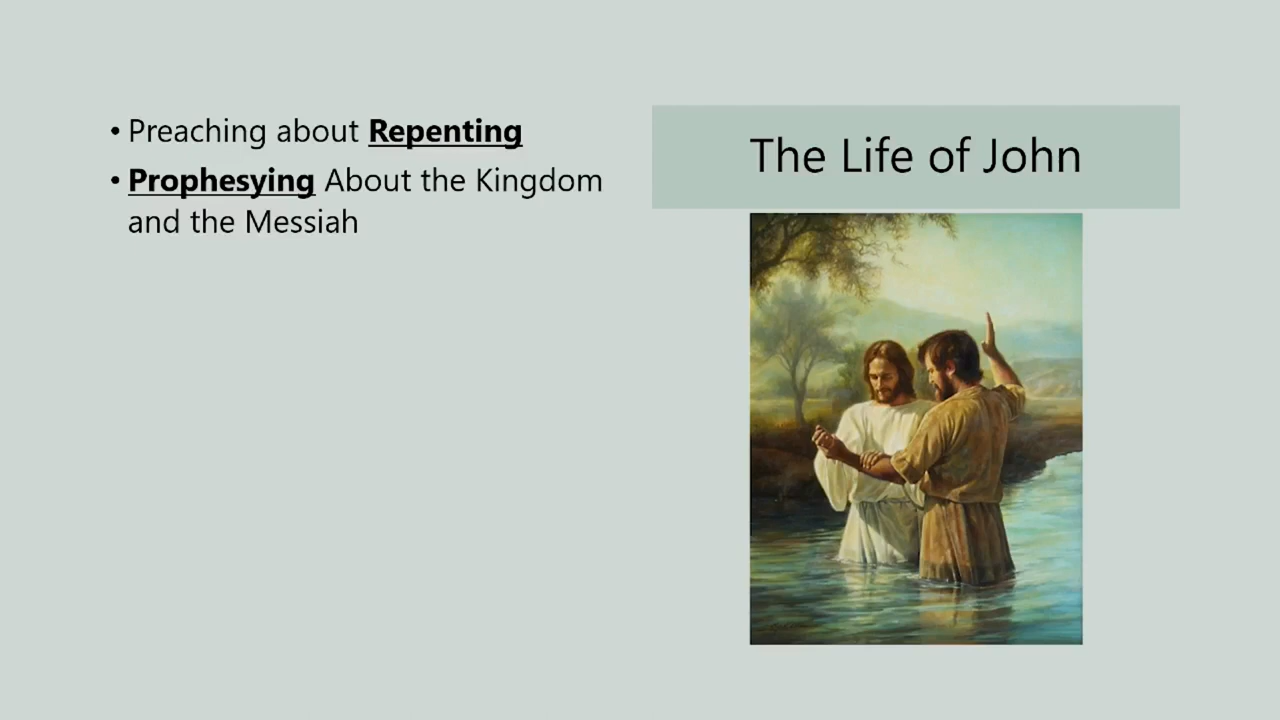 • Preaching about Repenting
• Prophesying About the Kingdom
and the Messiah
The Life of John